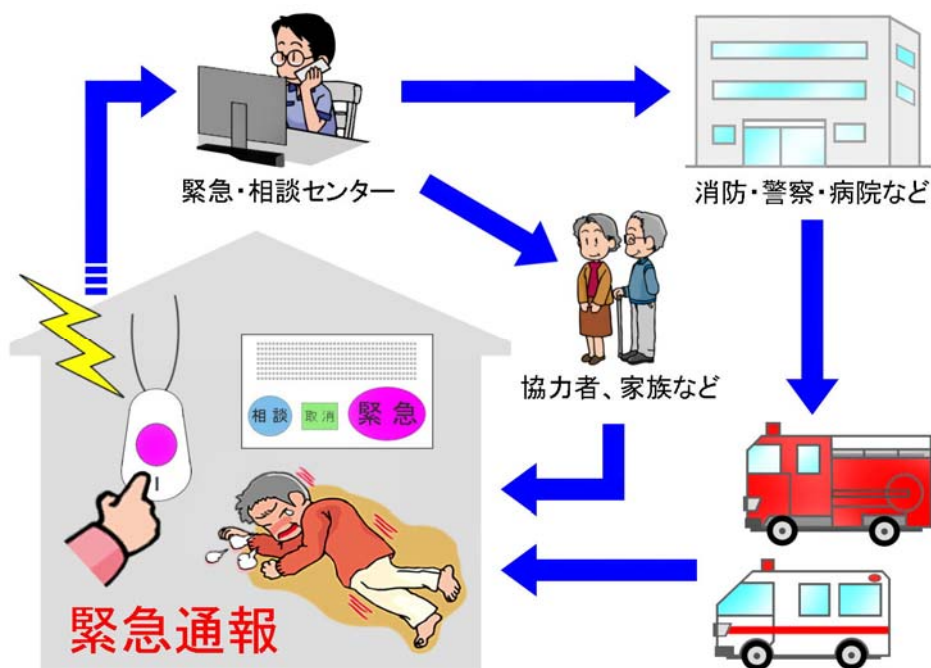 緊急・相談センター
消防・警察・病院など
協力者、家族など
相談
取消
緊急
緊急通報